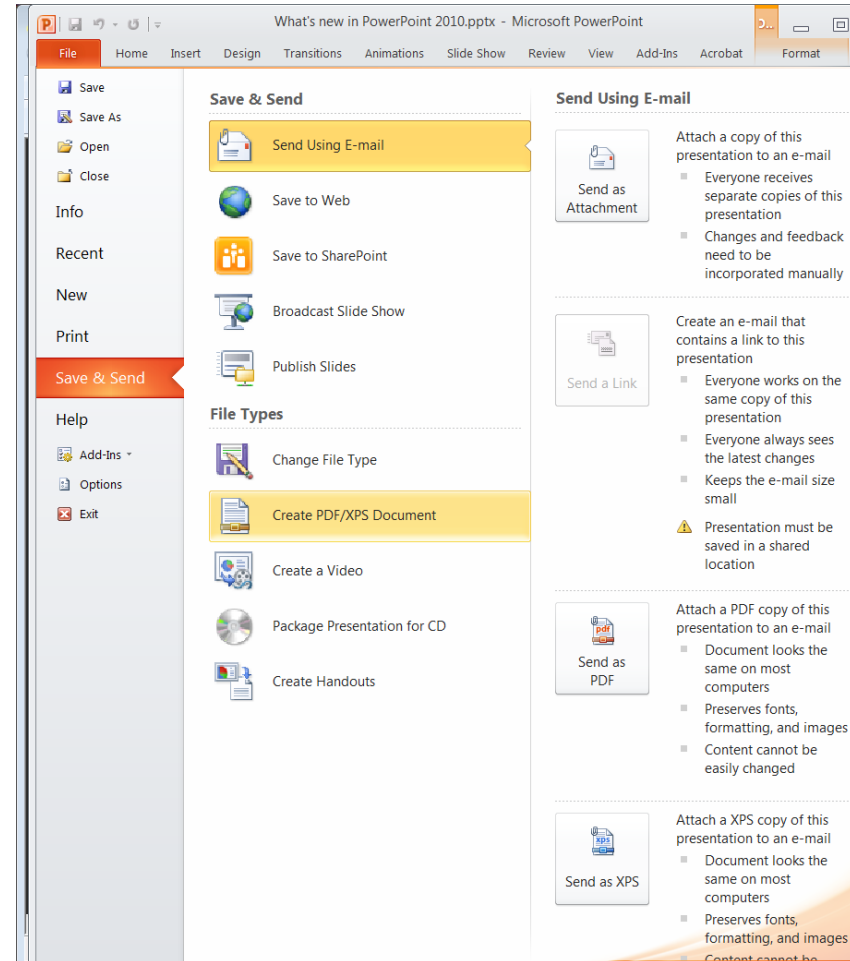 What's new in PowerPoint 2010.pptx - Microsoft PowerPoint
File Home Insert Design Transitions Animations Slide Show Review View Add-Ins Acrobat Format
Save
Save As
Open
Close
Info
Recent
New
Print
Save & Send
Help
Add-Ins
Options
Exit
Save & Send
Send Using E-mail
Save to Web
Save to SharePoint
Broadcast Slide Show
Publish Slides
File Types
Change File Type
Create PDF/XPS Document
Create a Video
Package Presentation for CD
Create Handouts
Send Using E-mail
Send as
Attachment
Attach a copy of this
presentation to an e-mail
Everyone receives
separate copies of this
presentation
Changes and feedback
need to be
incorporated manually
Send a Link
Create an e-mail that
contains a link to this
presentation
Everyone works on the
same copy of this
presentation
Everyone always sees
the latest changes
Keeps the e-mail size
small
Presentation must be
saved in a shared
location
pdf
Send as
PDF
Attach a PDF copy of this
presentation to an e-mail
Document looks the
same on most
computers
Preserves fonts,
formatting, and images
Content cannot be
easily changed
xps
Send as XPS
Attach a XPS copy of this
presentation to an e-mail
Document looks the
same on most
computers
Preserves fonts,
formatting, and images
Content cannot be